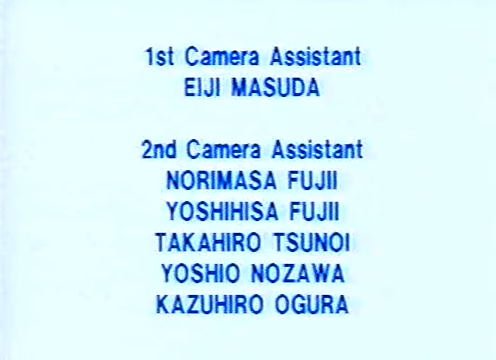 1st Camera Assistant
EIJI MASUDA
2nd Camera Assistant
NORIMASA FUJII
YOSHIHISA FUJII
TAKAHIRO TSUNOI
YOSHIO NOZAWA
KAZUHIRO OGURA